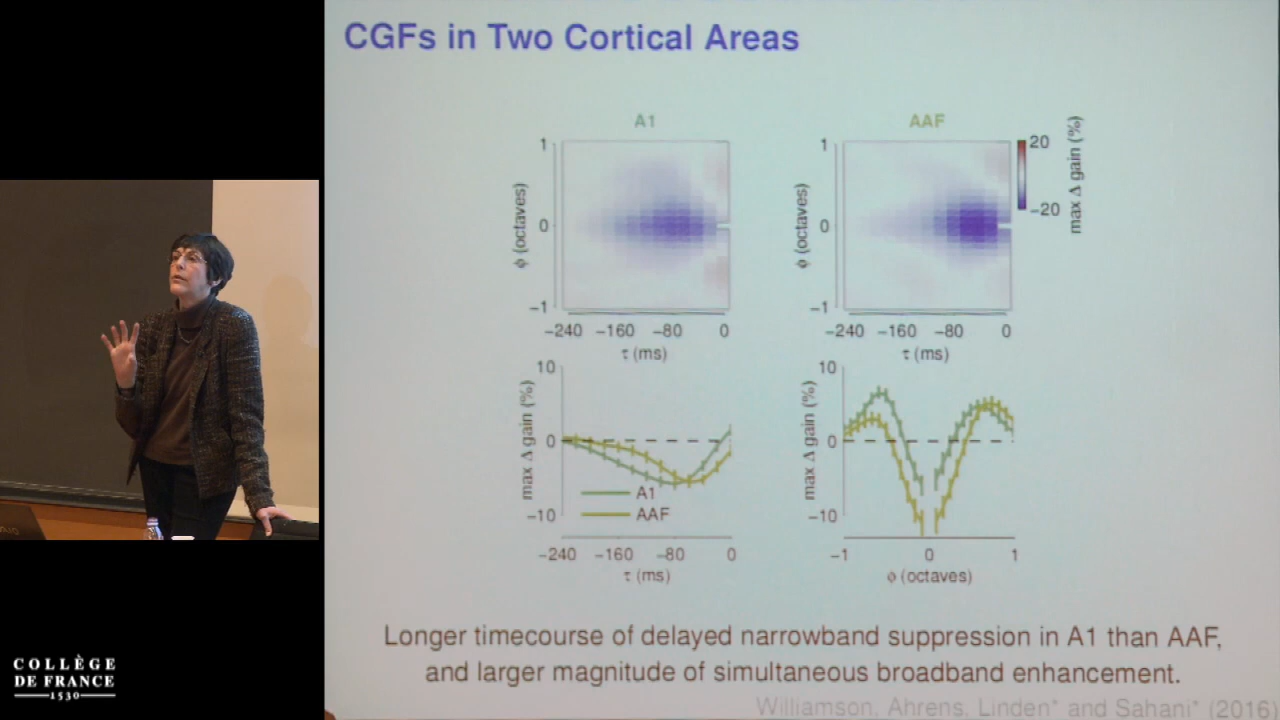 CGFs in Two Cortical Areas
A1
AAF
1
0
−1
ϕ (octaves)
−240 −160 −80 0
τ (ms)
1
0
−1
ϕ (octaves)
−240 −160 −80 0
τ (ms)
20
−20
max Δ gain (%)
10
0
−10
max Δ gain (%)
A1
AAF
−240 −160 −80 0
τ (ms)
10
0
−10
max Δ gain (%)
−1 0 1
ϕ (octaves)
Longer timecourse of delayed narrowband suppression in A1 than AAF,
and larger magnitude of simultaneous broadband enhancement.
Williamson, Ahrens, Linden* and Sahani* (2016)
COLLÈGE
DE FRANCE
1530